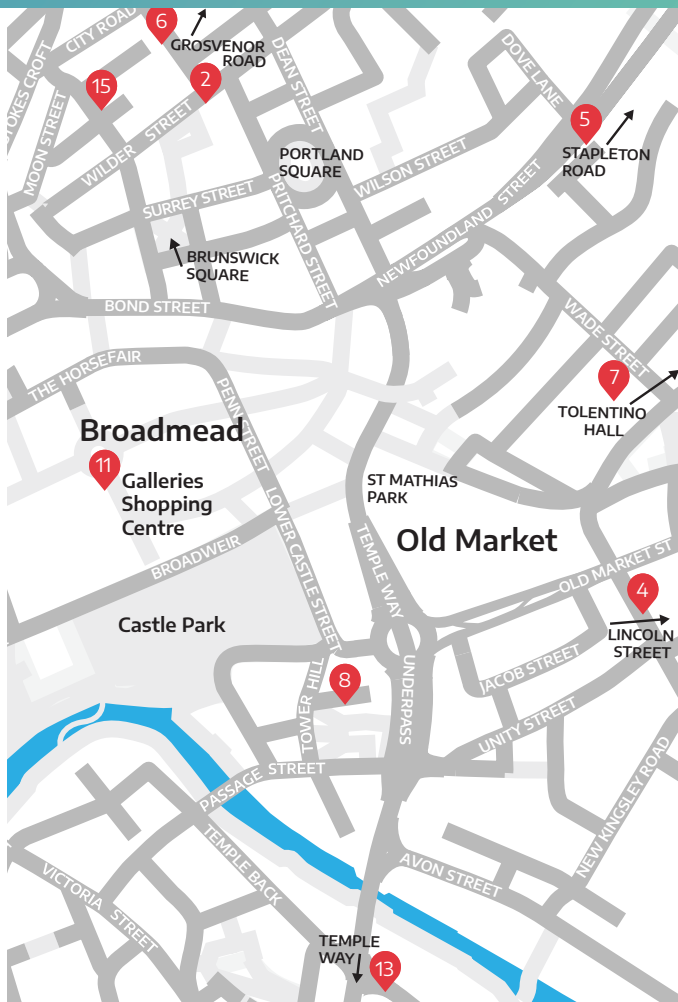 6
CITY ROAD
GROSVENOR
ROAD
STOKES CROFT
15
2
DEAN STREET
DOVE LANE
MOON STREET
WILDER STREET
5
STAPLETON
ROAD
PORTLAND
SQUARE
WILSON STREET
SURREY STREET
PRITCHARD STREET
NEWFOUNDLAND STREET
BRUNSWICK
SQUARE
BOND STREET
WADE STREET
THE HORSEFAIR
PENN STREET
7
TOLENTINO
HALL
Broadmead
11
Galleries
Shopping
Centre
ST MATHIAS
PARK
LOWER CASTLE STREET
TEMPLE WAY
Old Market
BROADWEIR
OLD MARKET ST
4
LINCOLN
STREET
Castle Park
JACOB STREET
8
TOWER HILL
UNDERPASS
UNITY STREET
PASSAGE STREET
NEW KINGSLEY ROAD
TEMPLE BACK
AVON STREET
VICTORIA STREET
TEMPLE
WAY
13